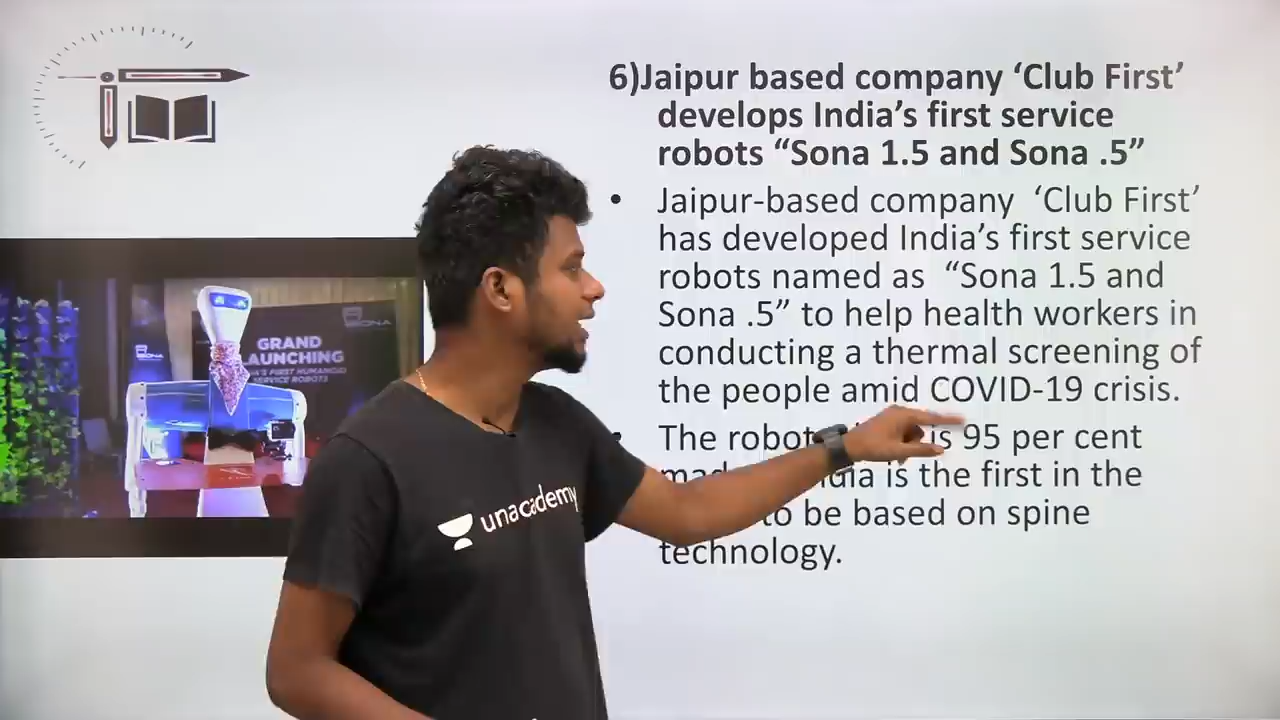 6)Jaipur based company ‘Club First’
develops India’s first service
robots “Sona 1.5 and Sona .5”
• Jaipur-based company ‘Club First’
has developed India’s first service
robots named as “Sona 1.5 and
Sona .5” to help health workers in
conducting a thermal screening of
the people amid COVID-19 crisis.
The robot is 95 per cent
is the first in the
to be based on spine
technology.
SONA
GRAND
LAUNCHING
FIRST HUMANOID
SERVICE ROBOTS
unacademy